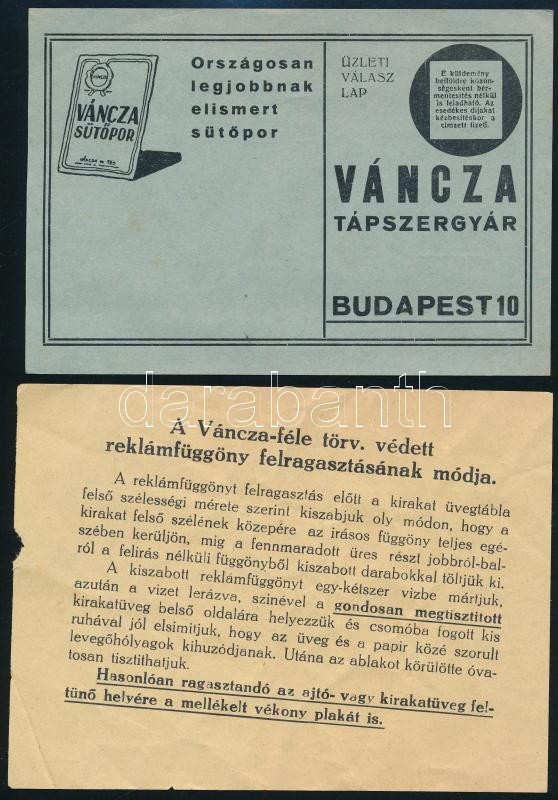 VÁNCZA
SÜTŐPOR
Országosan
legjobbnak
elismert
sütőpor
ÜZLETI
VÁLASZ
LAP
E küldemény
belföldre közön-
ségesként bér-
mentesítés nélkül
is feladható. Az
esedékes díjakat
kézbesítéskor a
címzett fizeti.
VÁNCZA
TÁPSZERGYÁR
BUDAPEST 10
darabanth
A Váncza-féle törv. védett
reklámfüggöny felragasztásának módja.
A reklámfüggönyt felragasztás előtt a kirakat üvegtábla
felső szélességi mérete szerint kiszabjuk oly módon, hogy a
kirakat felső szélének közepére az irásos függöny teljes egé-
szében kerüljön, mig a fennmaradott üres részt jobbról-bal-
ról a felirás nélküli függönyből kiszabott darabokkal töltjük ki.
A kiszabott reklámfüggönyt egy-kétszer vizbe mártjuk,
azután a vizet lerázva, szinével a gondosan megtisztitott
kirakatüveg belső oldalára helyezzük és csomóba fogott kis
ruhával jól elsimitjuk, hogy az üveg és a papir közé szorult
levegőhólyagok kihuzódjanak. Utána az ablakot körülötte óva-
tosan tisztithatjuk.
Hasonlóan ragasztandó az ajtó- vagy kirakatüveg fel-
tünő helyére a mellékelt vékony plakát is.